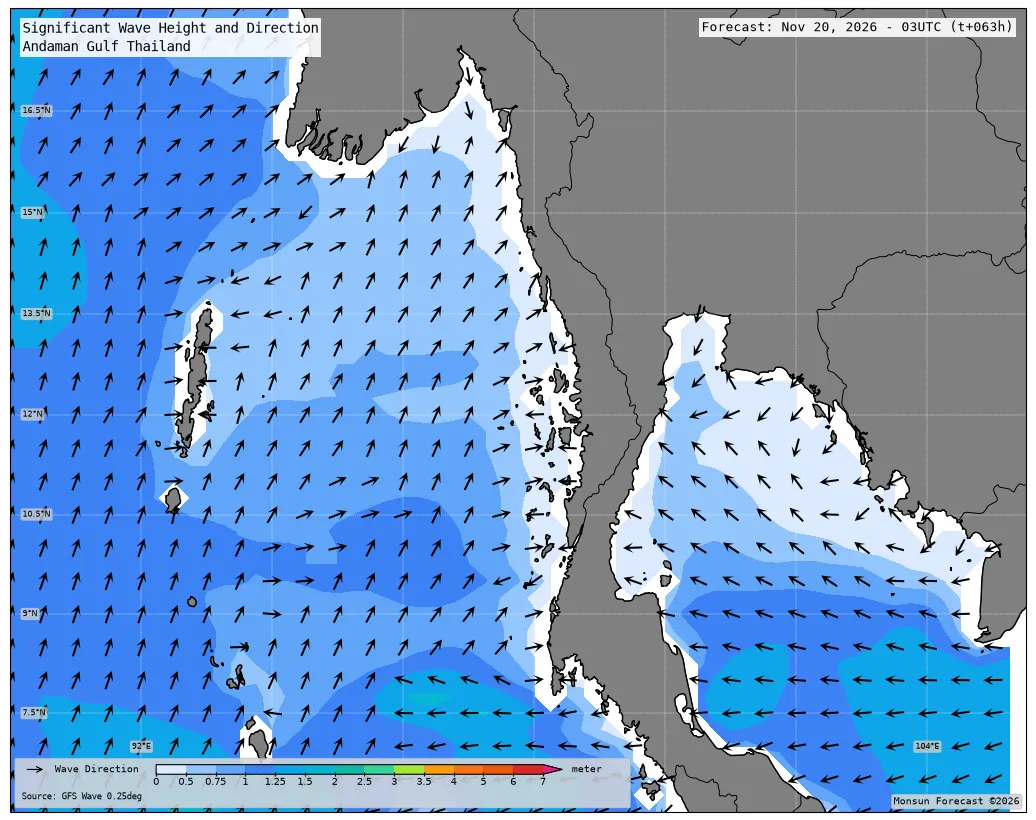 Significant Wave Height and Direction
Andaman Gulf Thailand
Forecast: Nov 20, 2026 - 03UTC (t+063h)
16.5°N
15°N
13.5°N
12°N
10.5°N
9°N
7.5°N
92°E
104°E
Wave Direction
0 0.5 0.75 1 1.25 1.5 2 2.5 3 3.5 4 5 6 7
meter
Source: GFS Wave 0.25deg
Monsun Forecast ©2026